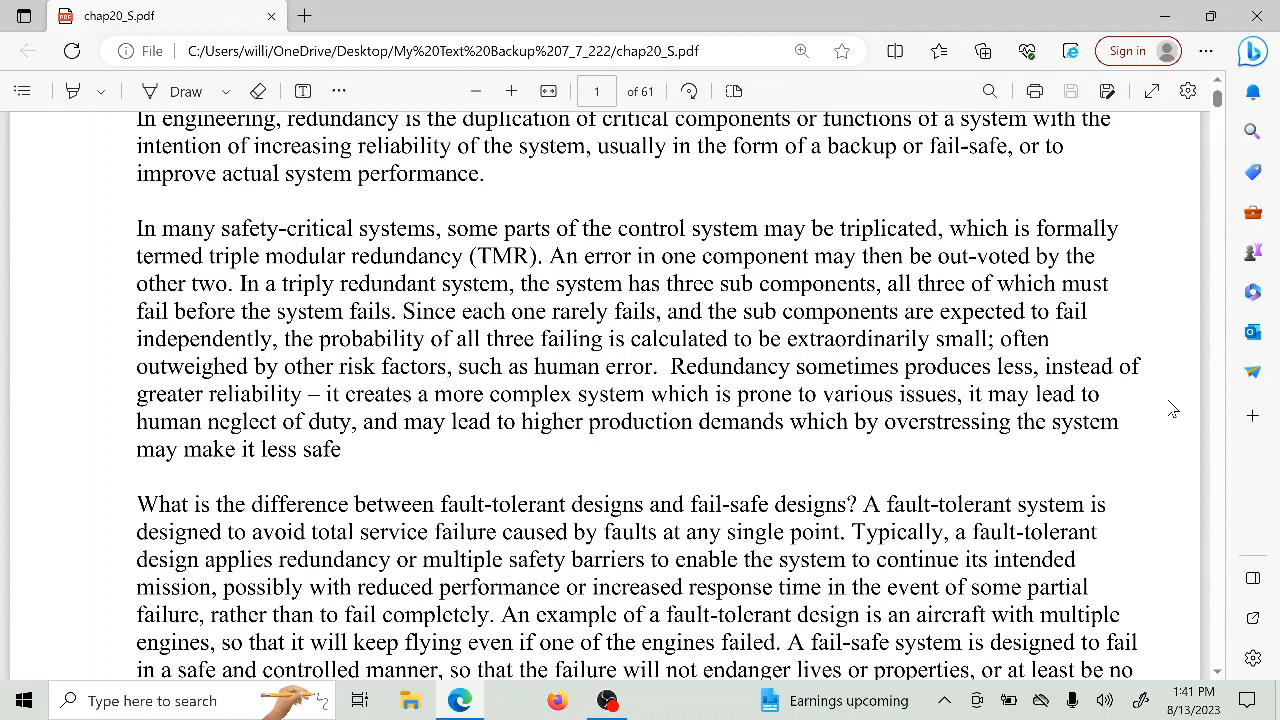 chap20_S.pdf
File C:/Users/willi/OneDrive/Desktop/My%20Text%20Backup%207_7_222/chap20_S.pdf
Sign in
Draw
1 of 61
In engineering, redundancy is the duplication of critical components or functions of a system with the
intention of increasing reliability of the system, usually in the form of a backup or fail-safe, or to
improve actual system performance.
In many safety-critical systems, some parts of the control system may be triplicated, which is formally
termed triple modular redundancy (TMR). An error in one component may then be out-voted by the
other two. In a triply redundant system, the system has three sub components, all three of which must
fail before the system fails. Since each one rarely fails, and the sub components are expected to fail
independently, the probability of all three failing is calculated to be extraordinarily small; often
outweighed by other risk factors, such as human error.  Redundancy sometimes produces less, instead of
greater reliability – it creates a more complex system which is prone to various issues, it may lead to
human neglect of duty, and may lead to higher production demands which by overstressing the system
may make it less safe
What is the difference between fault-tolerant designs and fail-safe designs? A fault-tolerant system is
designed to avoid total service failure caused by faults at any single point. Typically, a fault-tolerant
design applies redundancy or multiple safety barriers to enable the system to continue its intended
mission, possibly with reduced performance or increased response time in the event of some partial
failure, rather than to fail completely. An example of a fault-tolerant design is an aircraft with multiple
engines, so that it will keep flying even if one of the engines failed. A fail-safe system is designed to fail
in a safe and controlled manner, so that the failure will not endanger lives or properties, or at least be no
Type here to search
Earnings upcoming
1:41 PM
8/13/2023